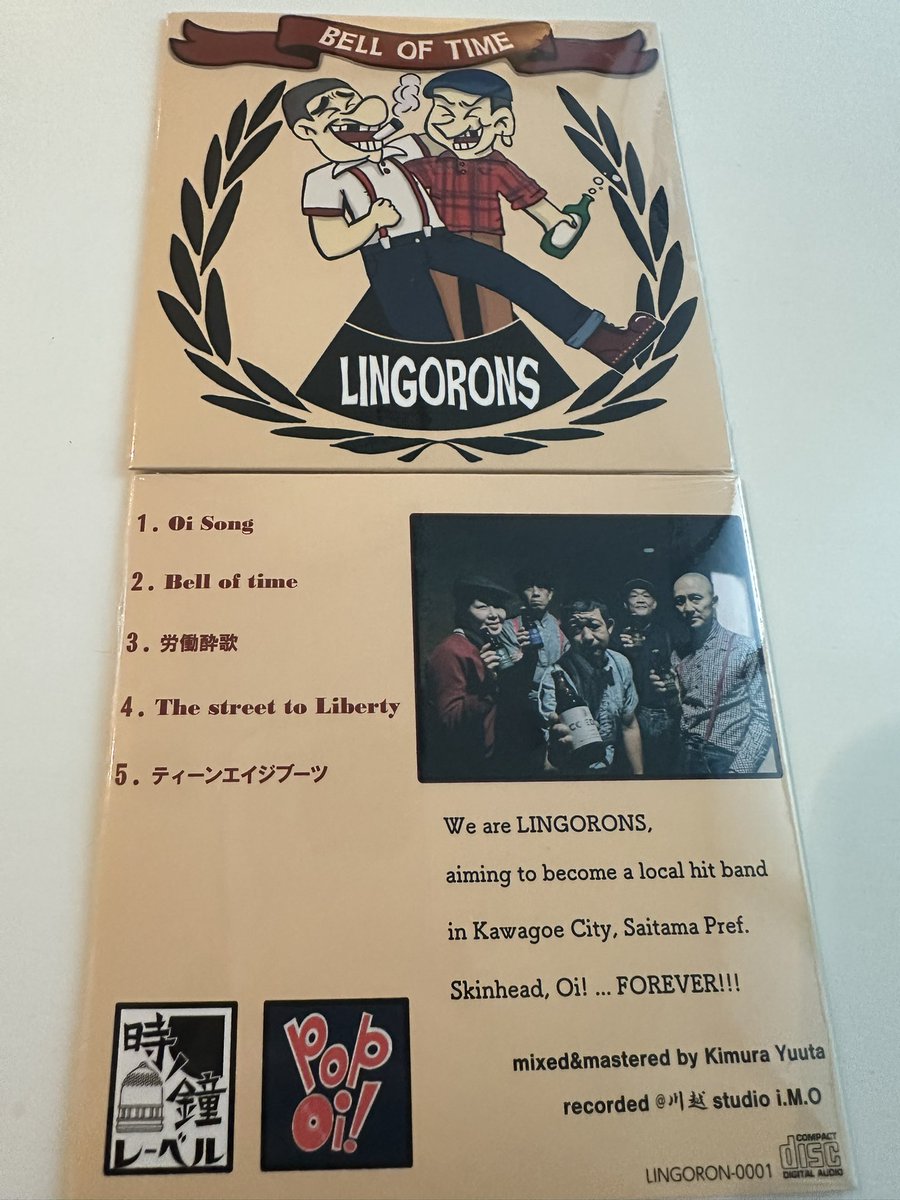 BELL OF TIME
LINGORONS
1. Oi Song
2. Bell of time
3. 労働酔歌
4. The street to Liberty
5. ティーンエイジブーツ
We are LINGORONS,
aiming to become a local hit band
in Kawagoe City, Saitama Pref.
Skinhead, Oi! ... FOREVER!!!
時ノ鐘
レーベル
POP
Oi!
mixed&mastered by Kimura Yuuta
recorded @川越 studio i.M.O
LINGORON-0001
COMPACT
disc
DIGITAL AUDIO